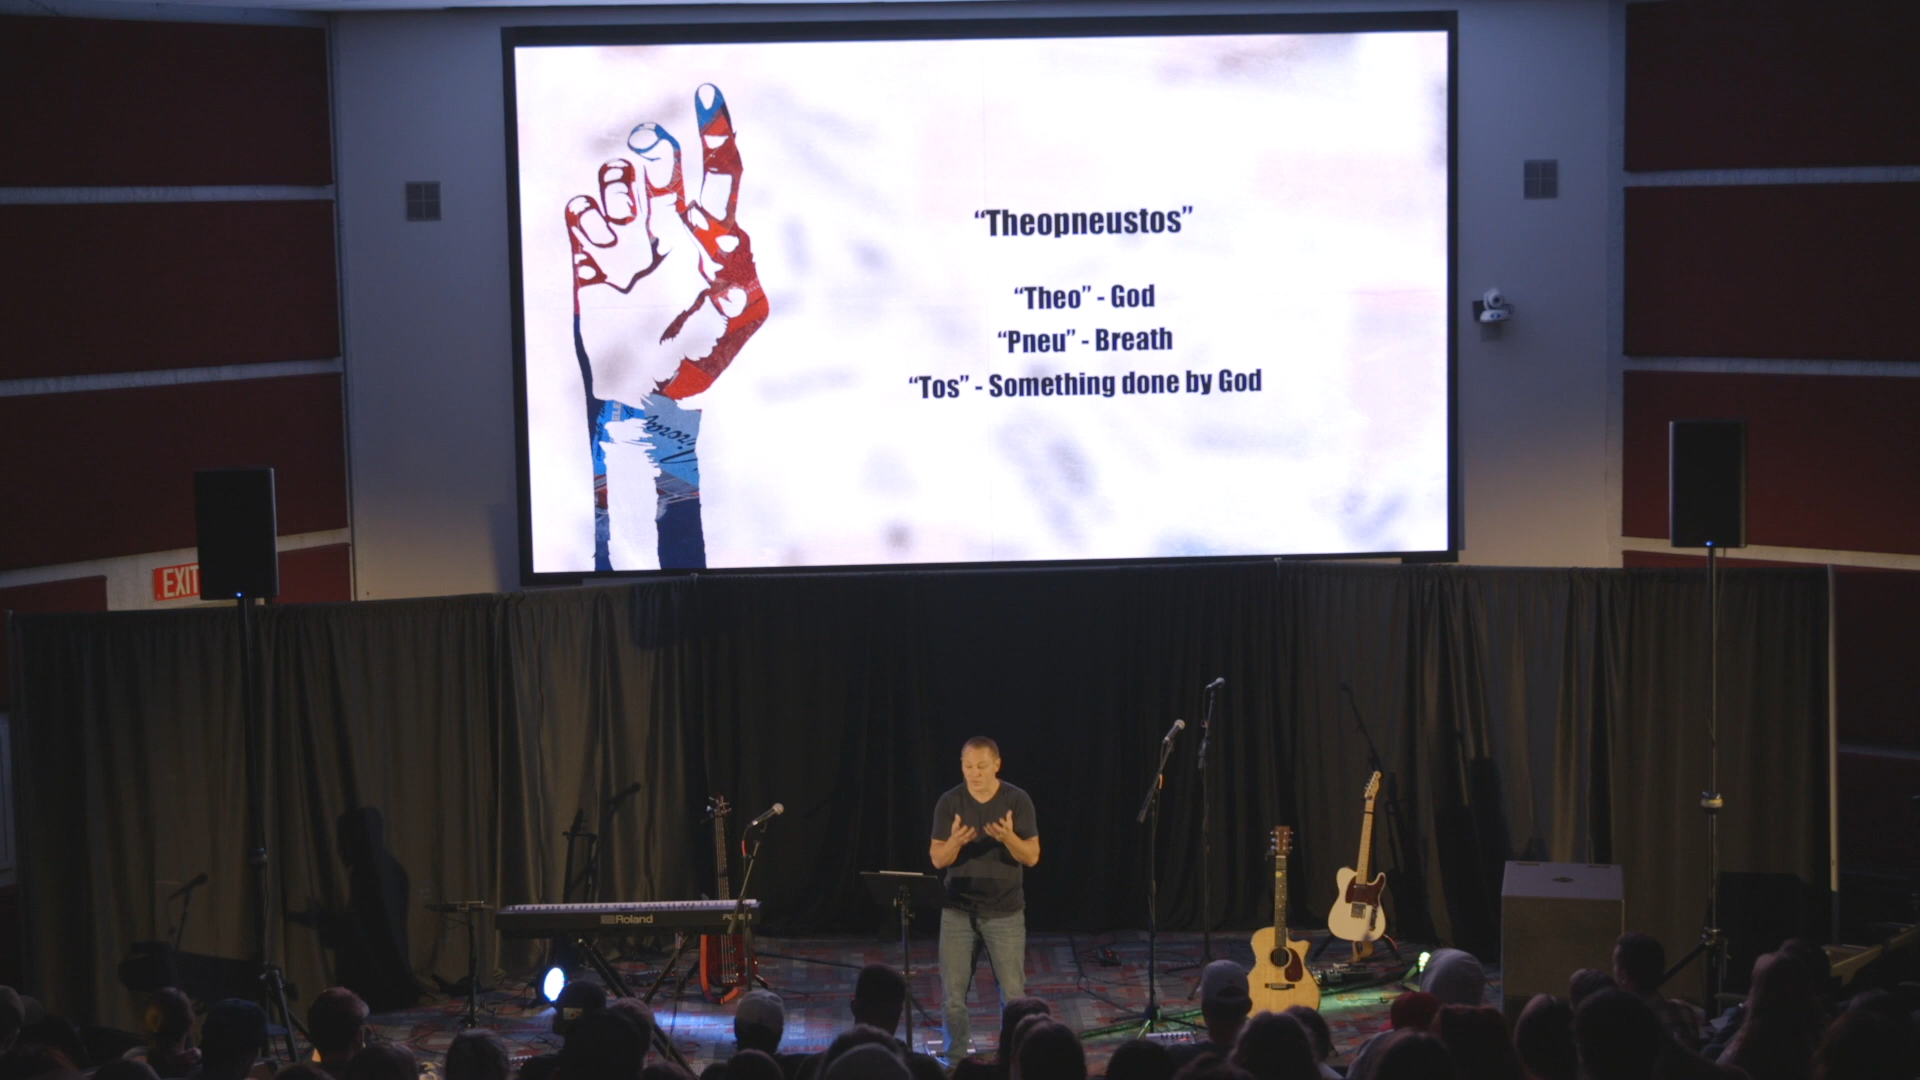 “Theopneustos”
“Theo” - God
“Pneu” - Breath
“Tos” - Something done by God
EXIT
Roland